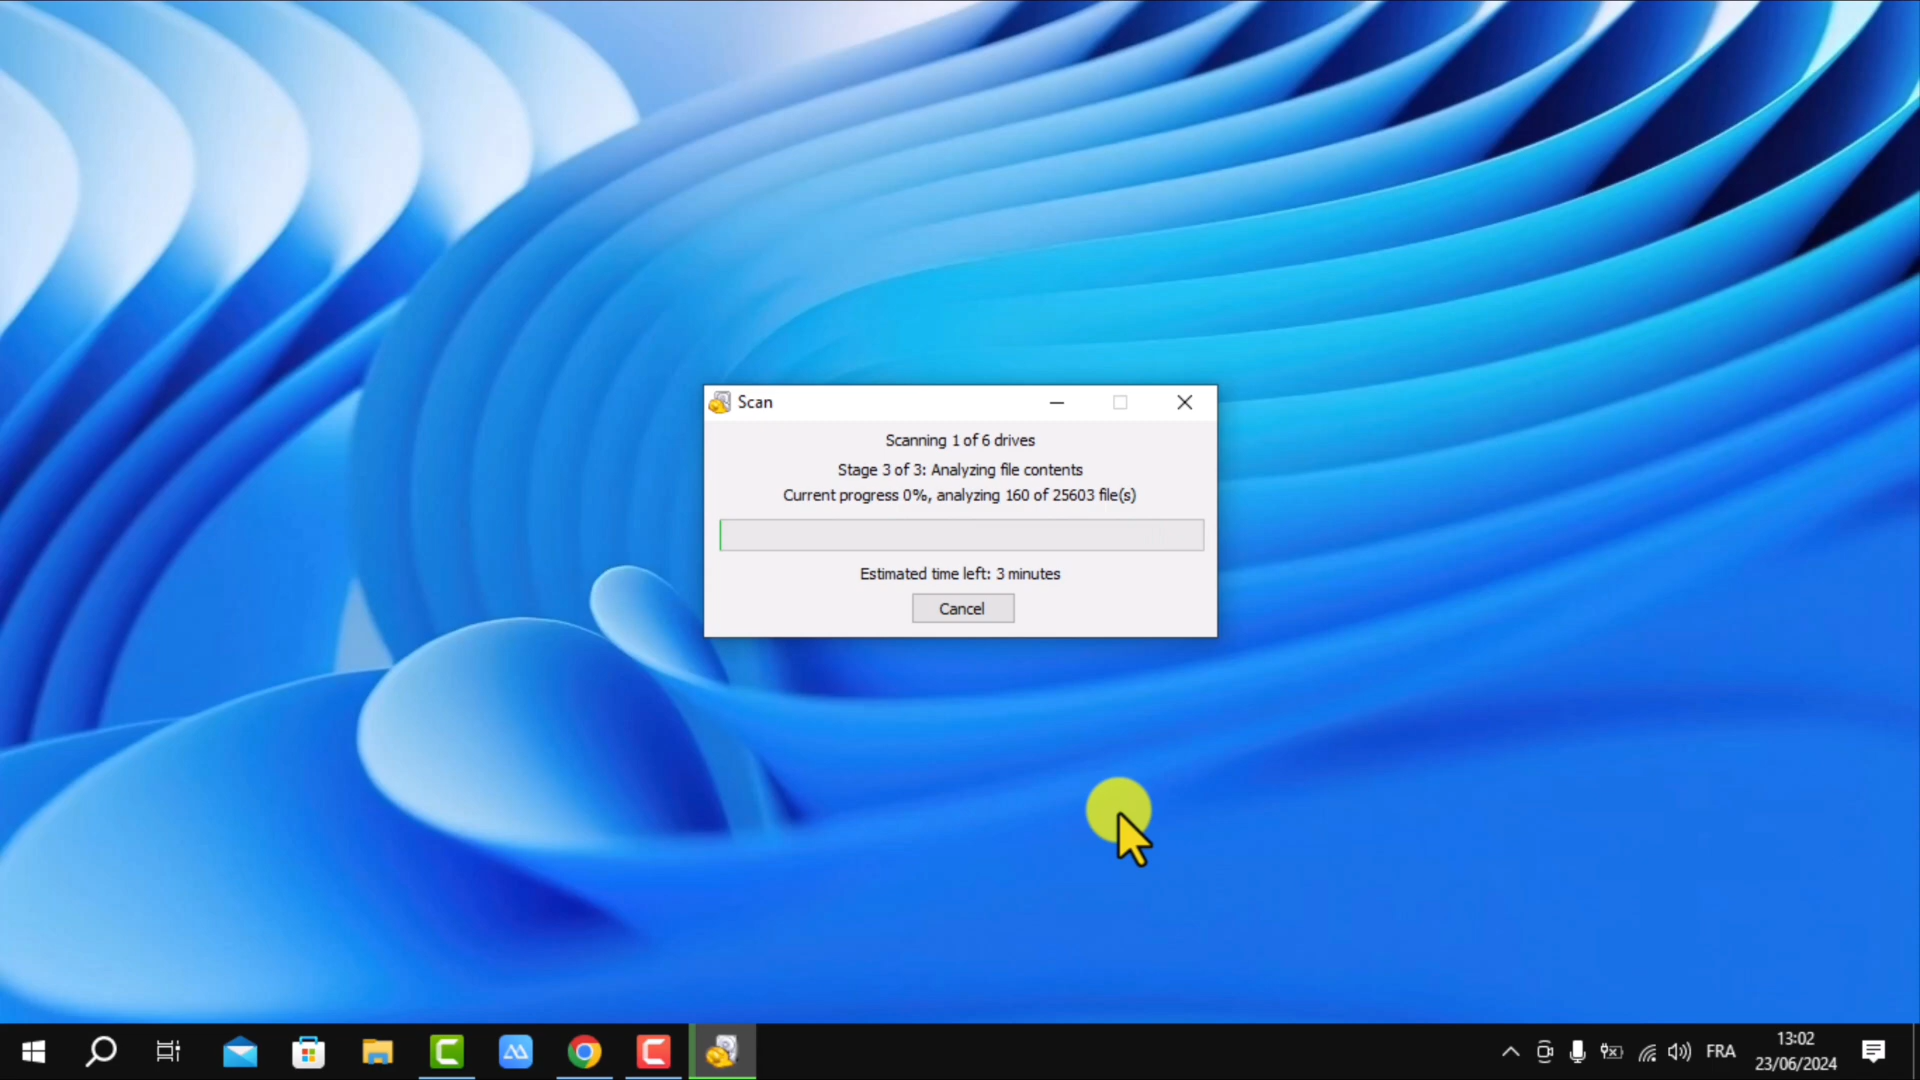 Scan
Scanning 1 of 6 drives
Stage 3 of 3: Analyzing file contents
Current progress 0%, analyzing 160 of 25603 file(s)
Estimated time left: 3 minutes
Cancel
FRA
13:02
23/06/2024